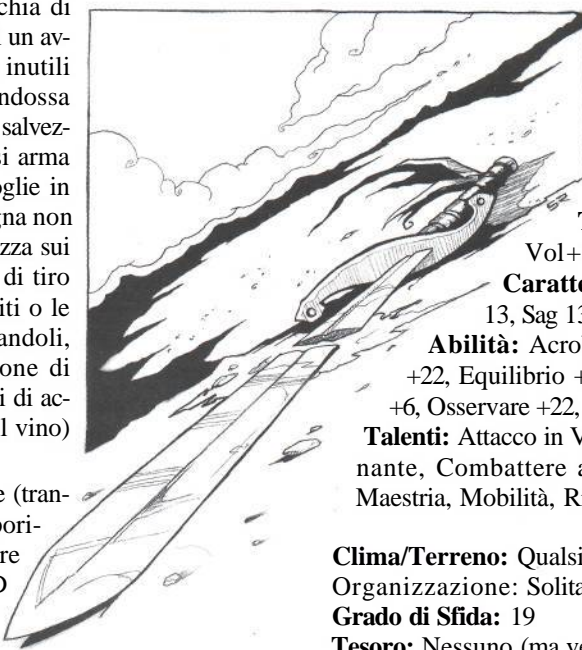 chia di
un av-
inutili
ndossa
salvez-
si arma
oglie in
gna non
zza sui
di tiro
iti o le
andoli,
one di
i di ac-
l vino)
e (tran-
pori-
re
Vol+
Caratte
13, Sag 13
Abilità: Acrob
+22, Equilibrio +
+6, Osservare +22,
Talenti: Attacco in V
nante, Combattere a
Maestria, Mobilità, Ri
Clima/Terreno: Qualsi
Organizzazione: Solita
Grado di Sfida: 19
Tesoro: Nessuno (ma ve